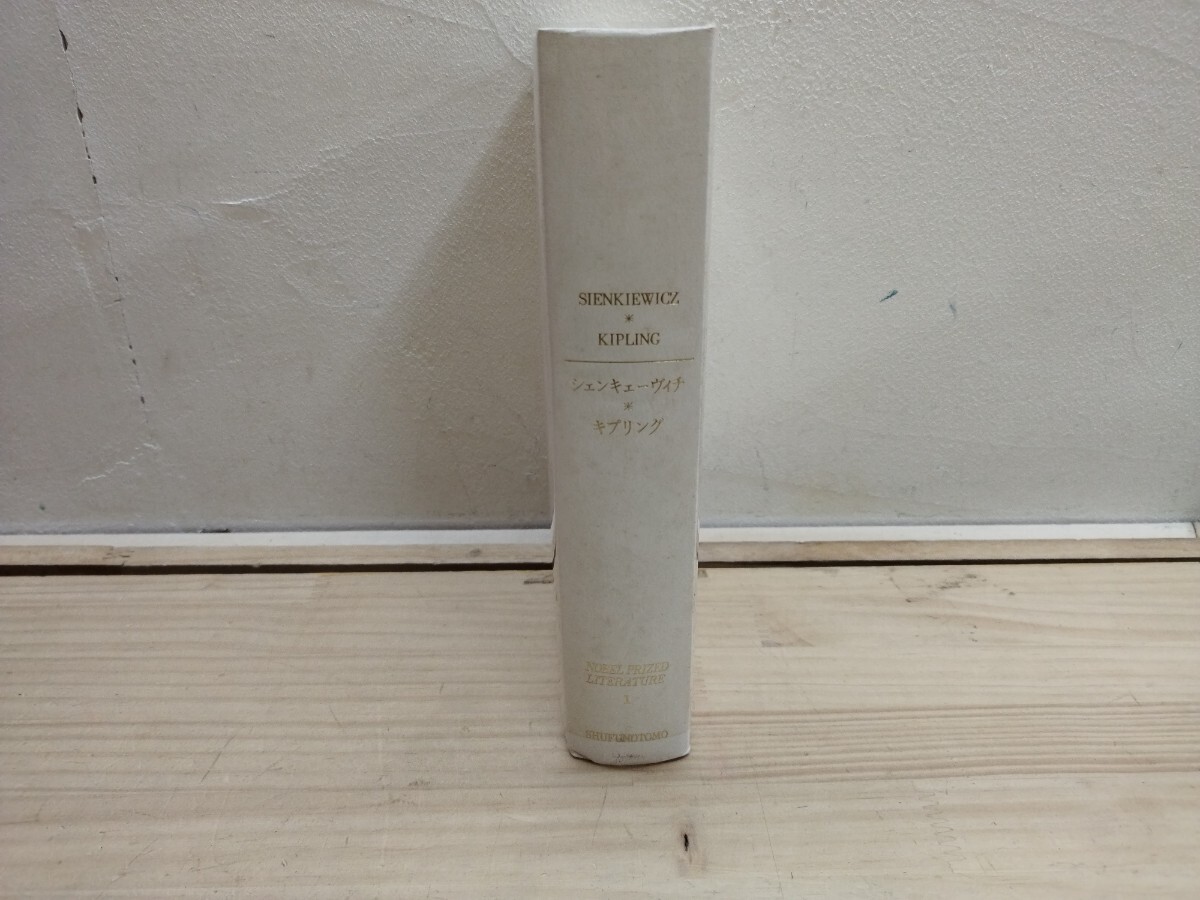 SIENKIEWICZ
*
KIPLING
シェンキェーヴィチ
*
キプリング
NOBEL PRIZED
LITERATURE
1
SHUFUNOTOMO